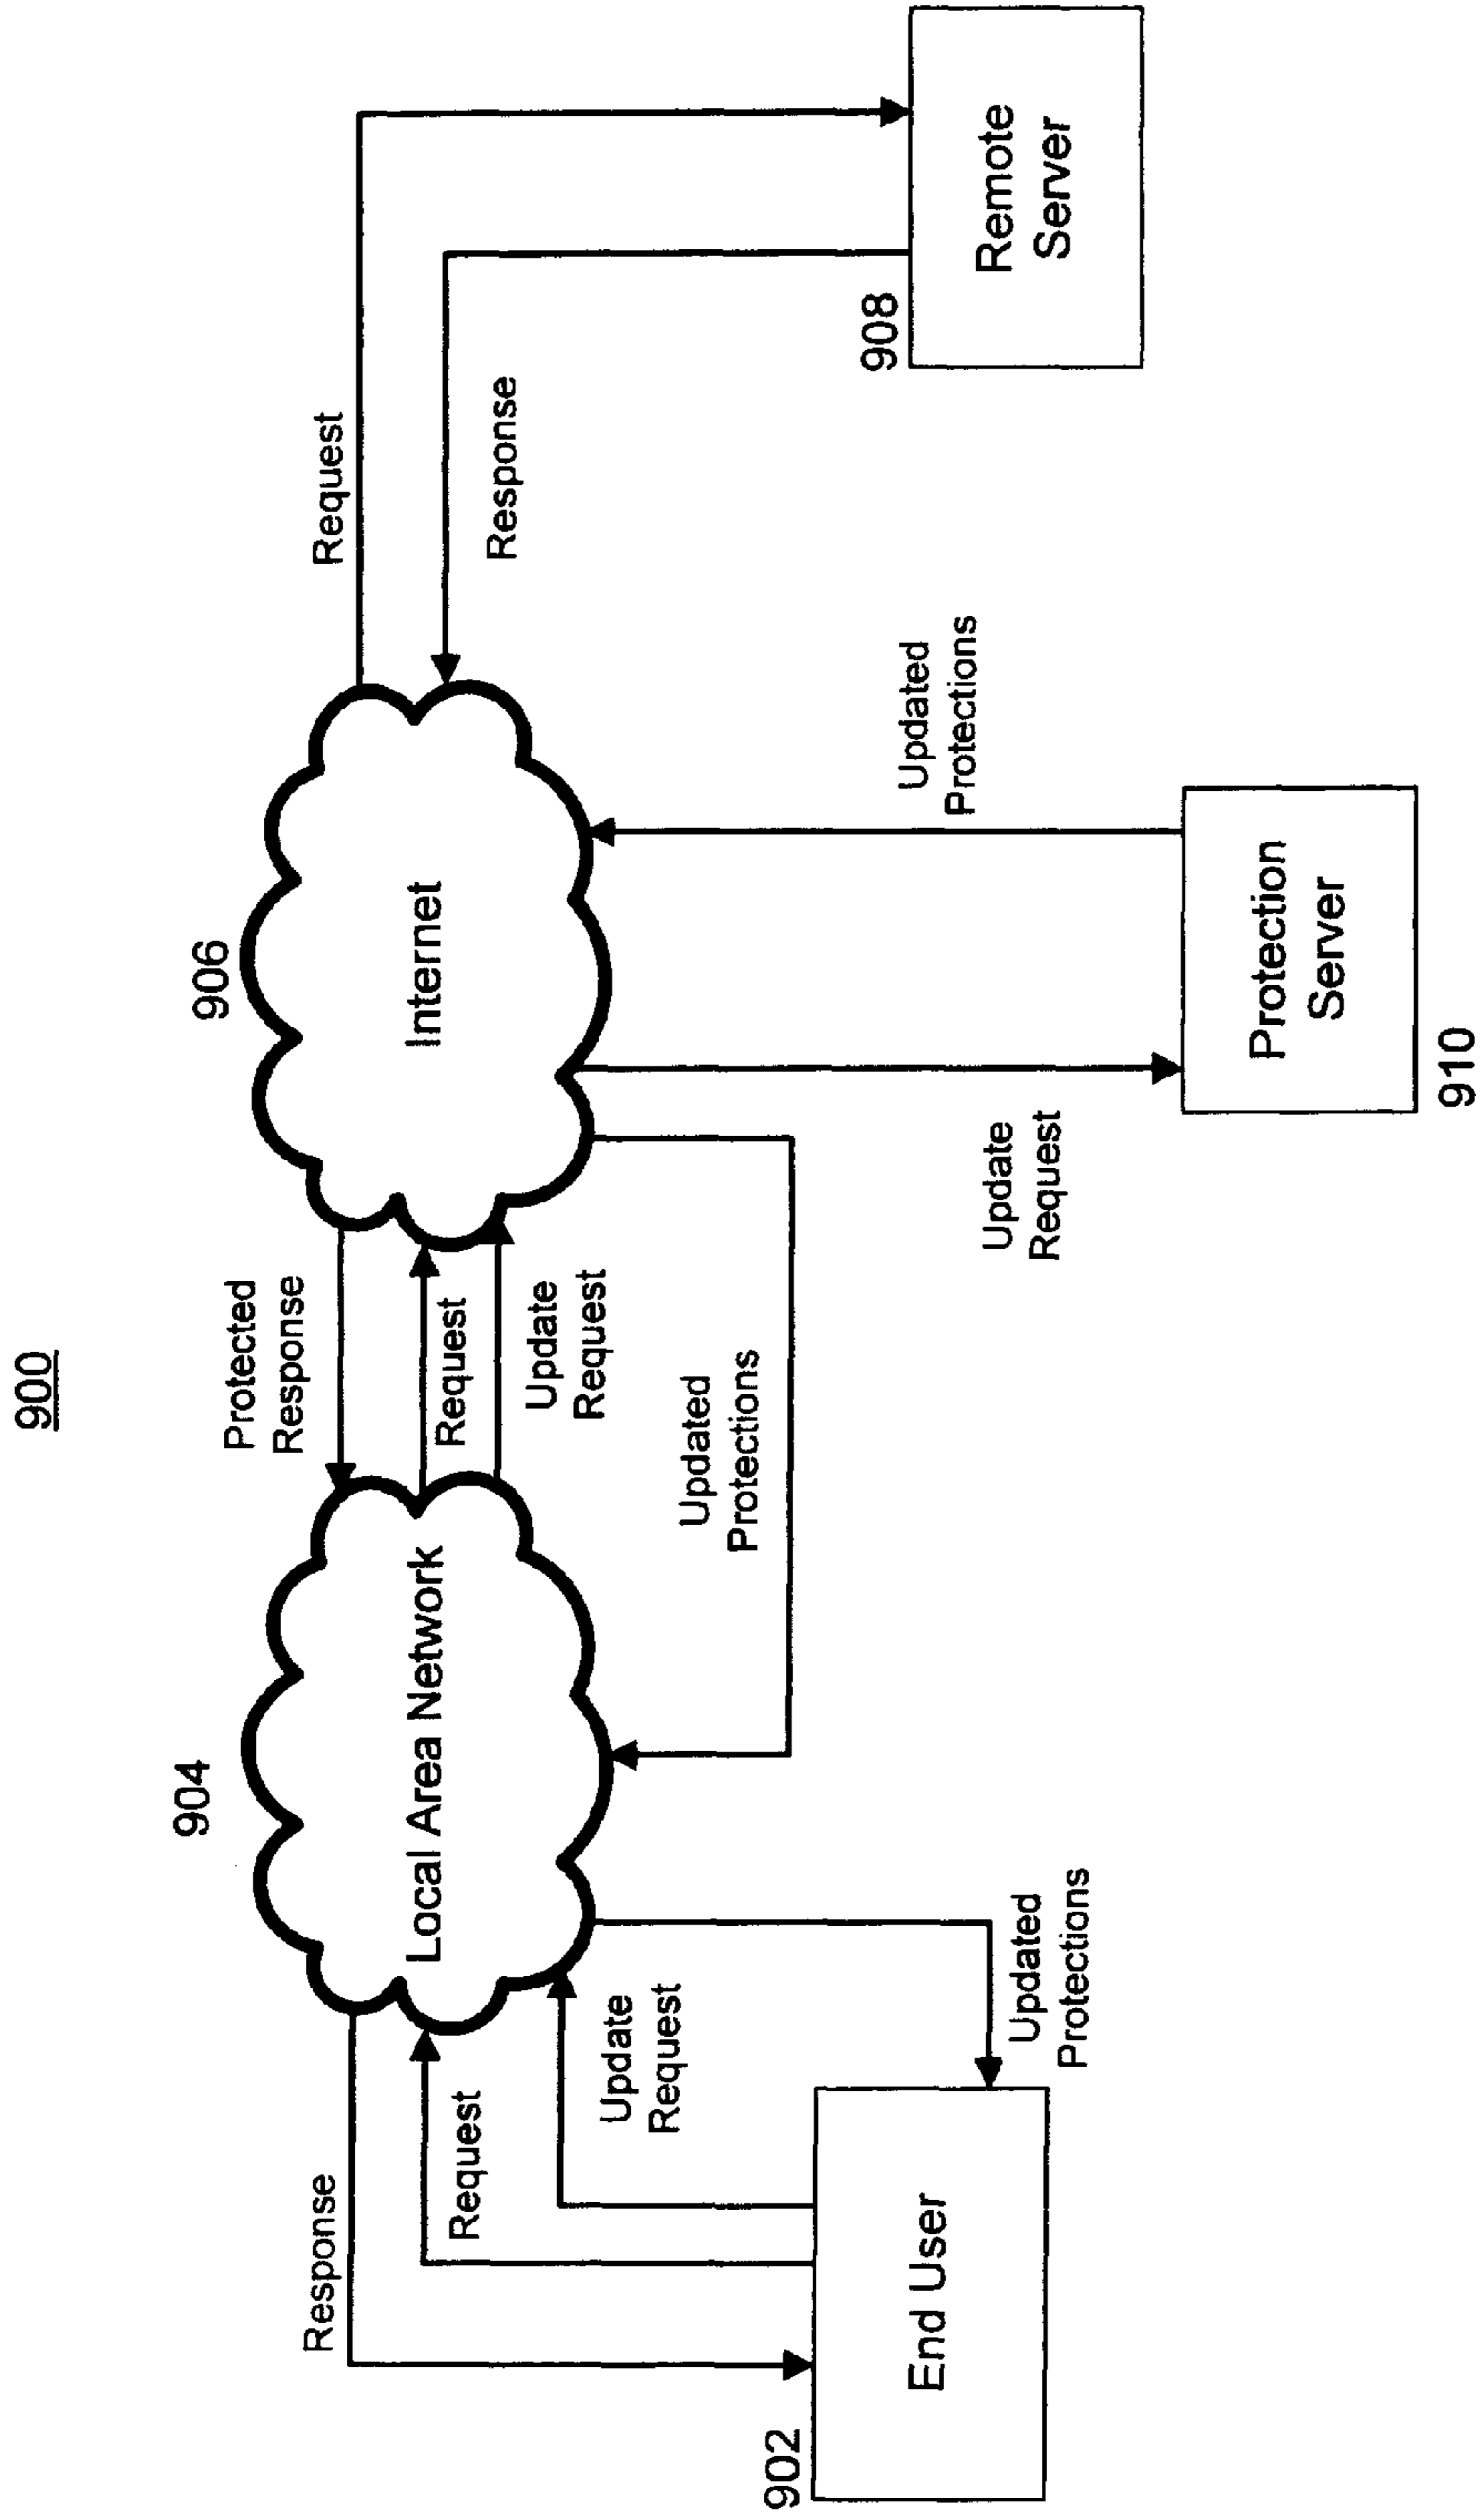 900
904
906
Response
Request
Update
Request
Local Area Network
Protected
Response
Request
Update
Request
Internet
Request
Response
Updated
Protections
Updated
Protections
Update
Request
Updated
Protections
902
End User
908
Remote
Server
Protection
Server
910